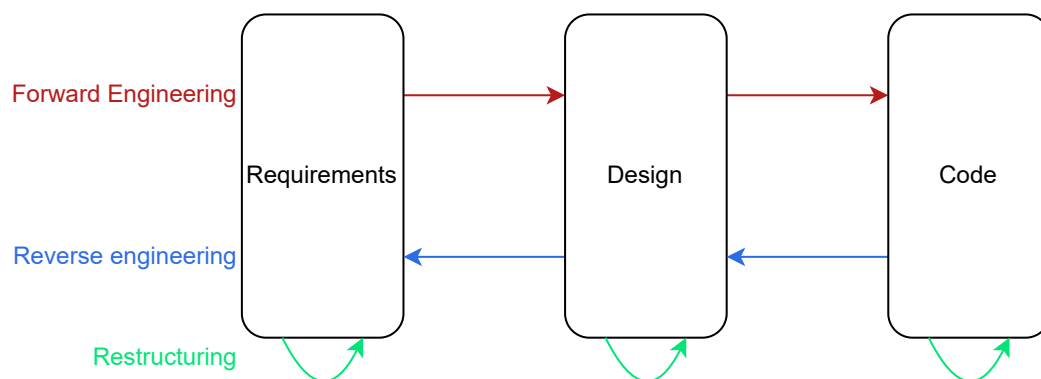 Forward Engineering
Requirements
Design
Code
Reverse engineering
Restructuring